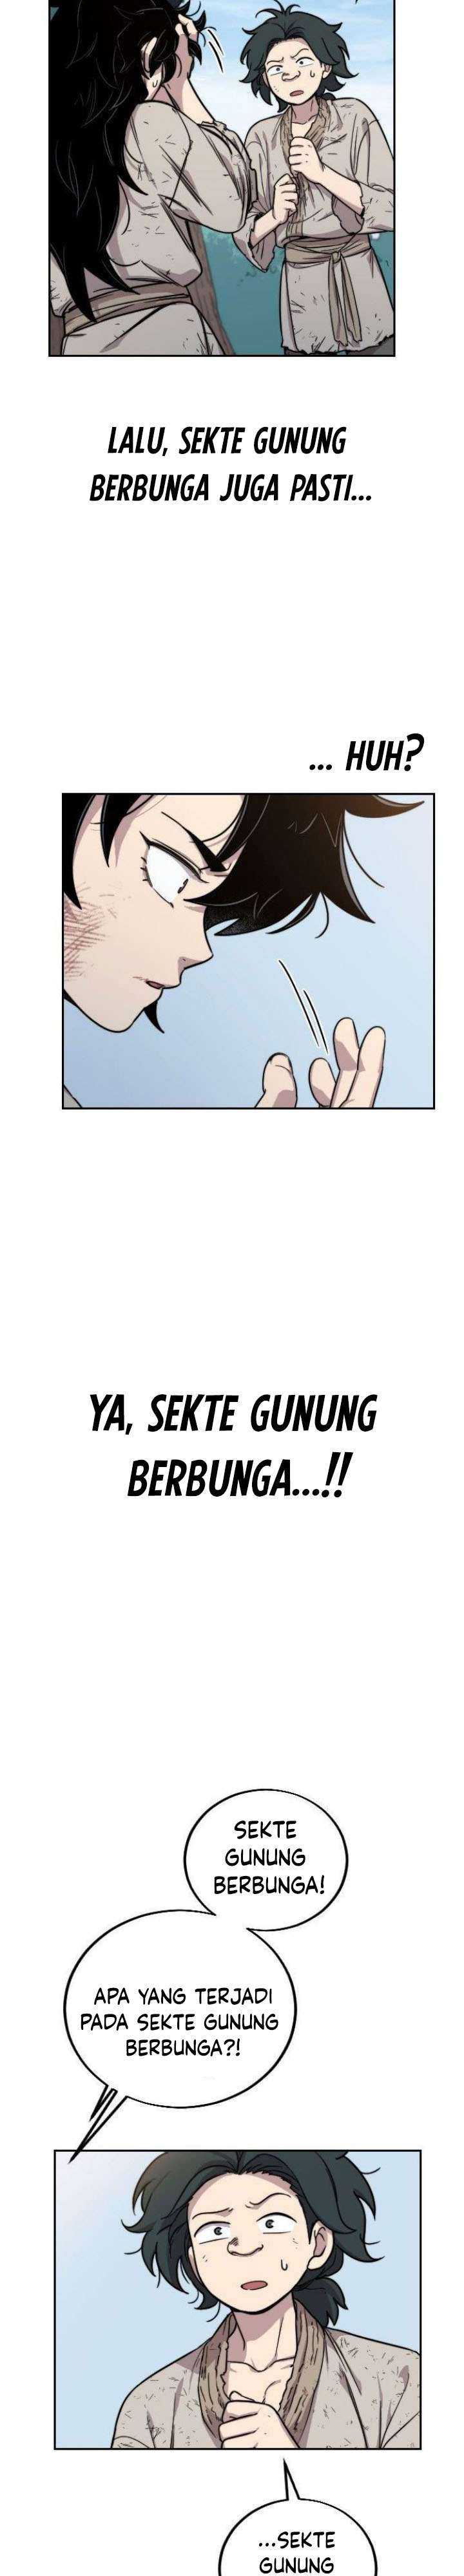 LALU, SEKTE GUNUNG
BERBUNGA JUGA PASTI...
... HUH?
YA, SEKTE GUNUNG
BERBUNGA...!!
SEKTE
GUNUNG
BERBUNGA!
APA YANG TERJADI
PADA SEKTE GUNUNG
BERBUNGA?!
...SEKTE
GUNUNG